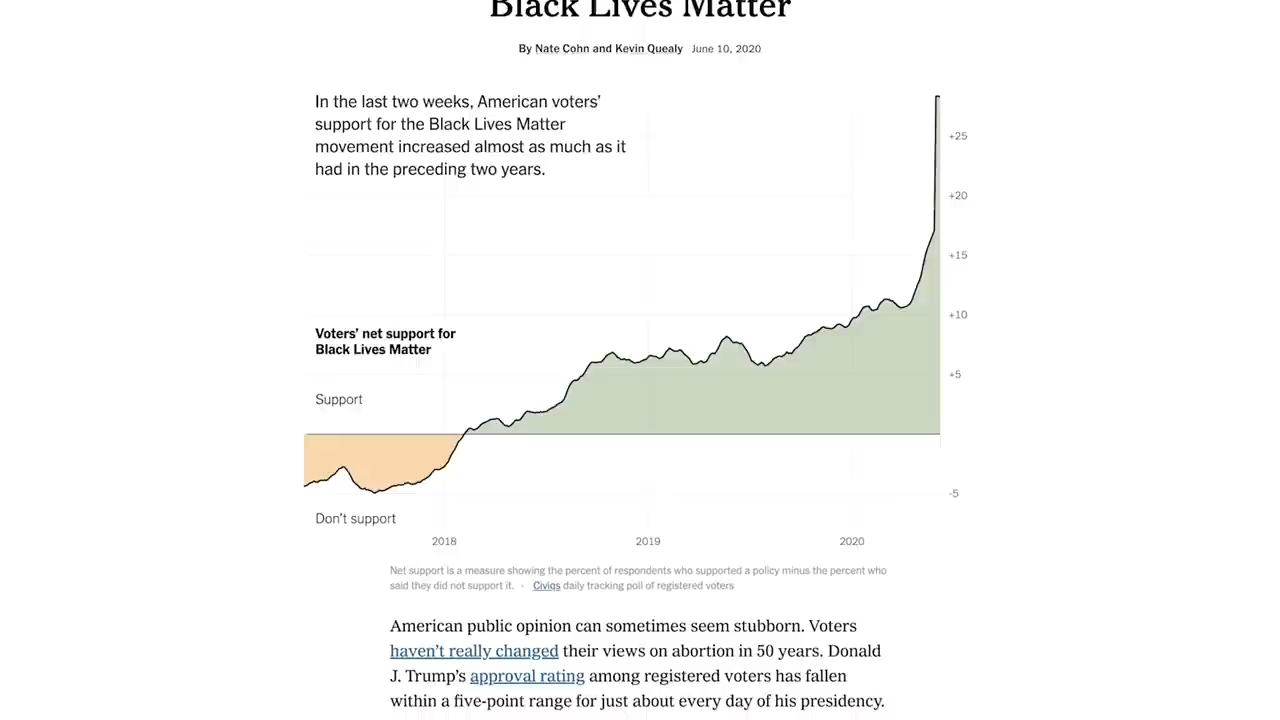 Black Lives Matter
By Nate Cohn and Kevin Quealy June 10, 2020
In the last two weeks, American voters'
support for the Black Lives Matter
movement increased almost as much as it
had in the preceding two years.
+25
+20
+15
+10
Voters' net support for
Black Lives Matter
+5
Support
-5
Don't support
2018 2019 2020
Net support is a measure showing the percent of respondents who supported a policy minus the percent who
said they did not support it. · Civiqs daily tracking poll of registered voters
American public opinion can sometimes seem stubborn. Voters
haven't really changed their views on abortion in 50 years. Donald
J. Trump's approval rating among registered voters has fallen
within a five-point range for just about every day of his presidency.